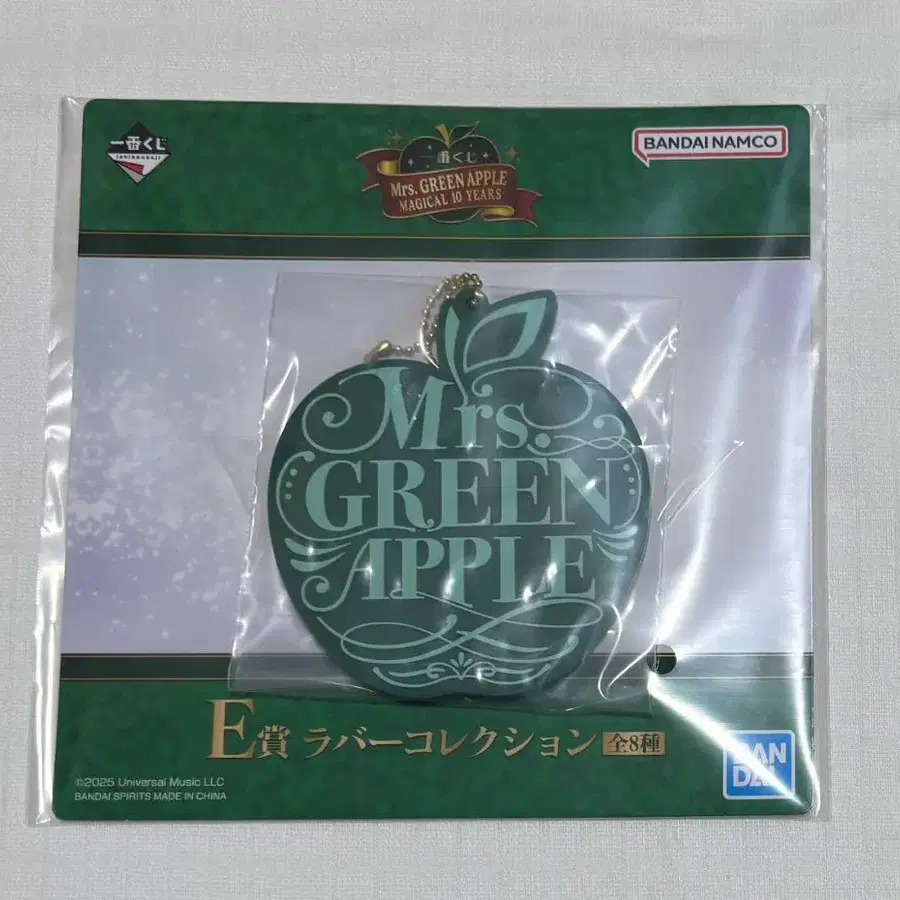 一番くじ
ICHIBANKUJI
一番くじ
Mrs. GREEN APPLE
MAGICAL 10 YEARS
BANDAI NAMCO
Mrs.
GREEN
APPLE
E賞 ラバーコレクション 全8種
©2025 Universal Music LLC
BANDAI SPIRITS MADE IN CHINA
BAN
DAI